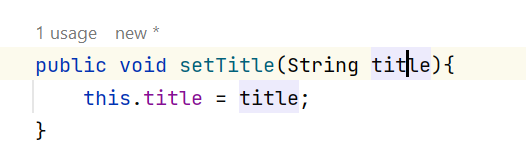 1 usage   new *
public void setTitle(String title){
    this.title = title;
}